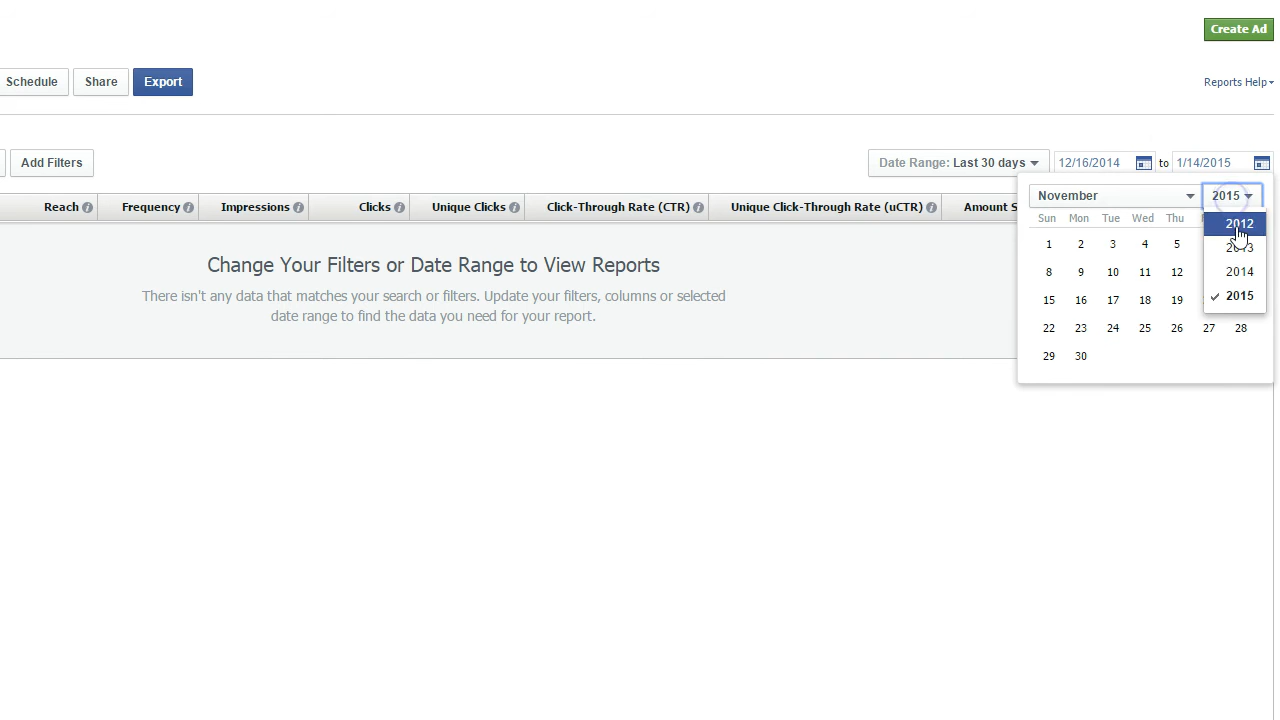 Create Ad
Schedule Share Export Reports Help
Add Filters Date Range: Last 30 days 12/16/2014 to 1/14/2015
November 2015
Reach Frequency Impressions Clicks Unique Clicks Click-Through Rate (CTR) Unique Click-Through Rate (uCTR) Amount S
Sun Mon Tue Wed Thu
2012
1 2 3 4 5
2013
Change Your Filters or Date Range to View Reports
8 9 10 11 12 2014
There isn't any data that matches your search or filters. Update your filters, columns or selected
date range to find the data you need for your report.
15 16 17 18 19 2015
22 23 24 25 26 27 28
29 30